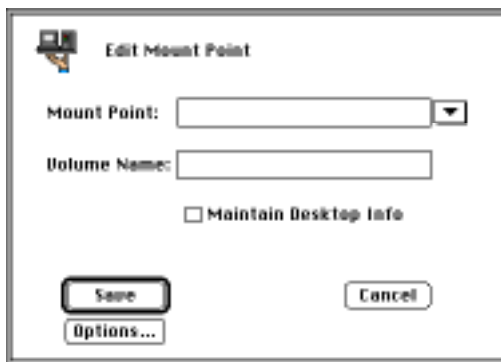 Edit Mount Point
Mount Point:
Volume Name:
Maintain Desktop Info
Save Cancel
Options...